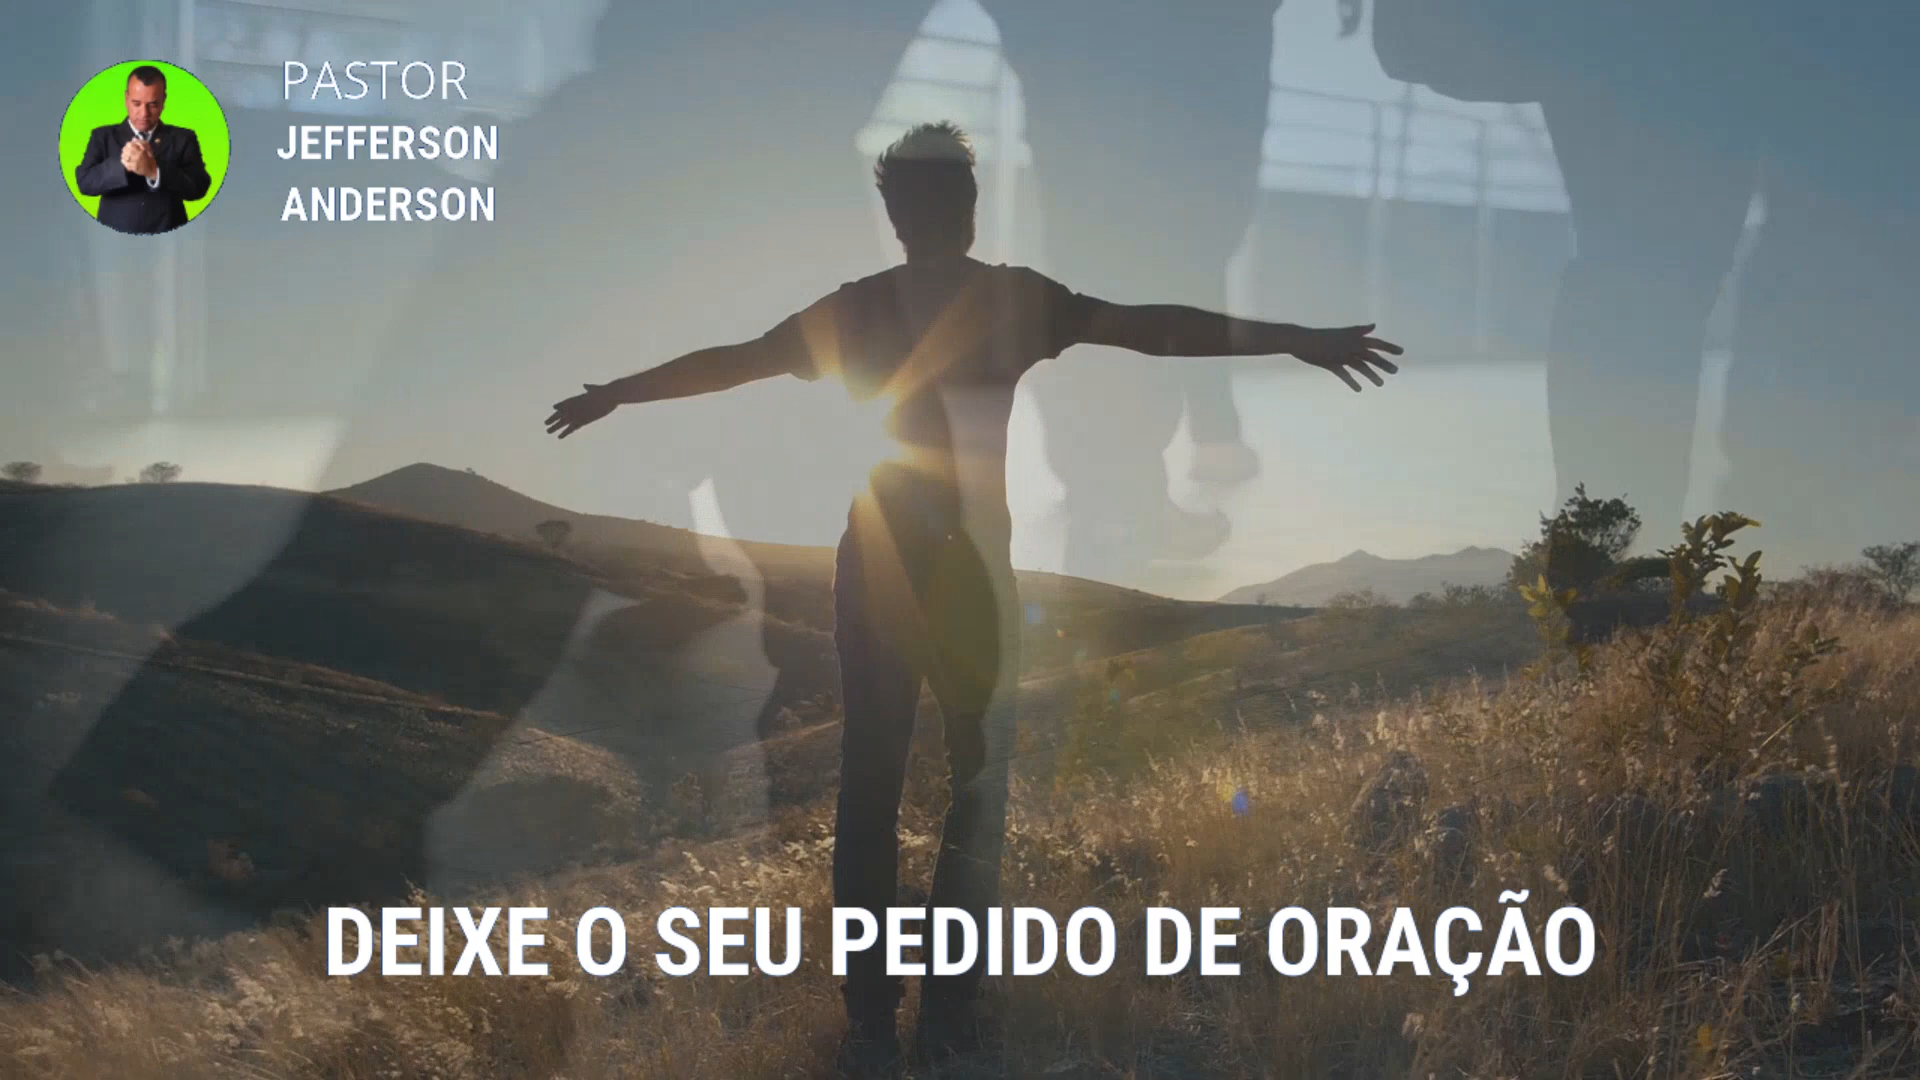 PASTOR
JEFFERSON
ANDERSON
DEIXE O SEU PEDIDO DE ORAÇÃO